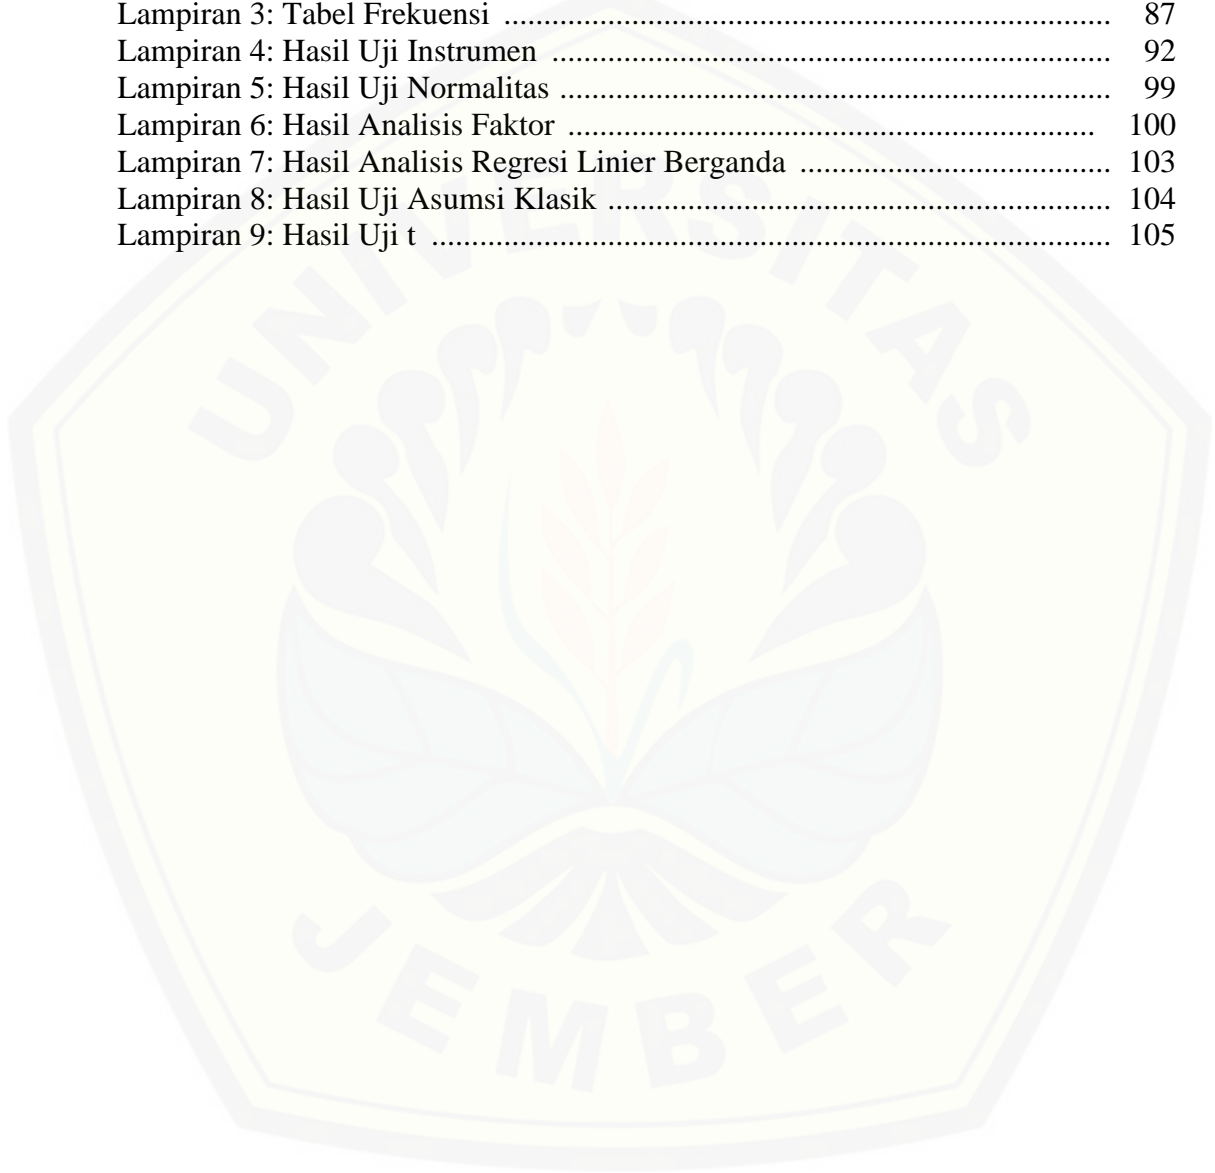 Lampiran 3: Tabel Frekuensi ........................................................................... 87
Lampiran 4: Hasil Uji Instrumen ..................................................................... 92
Lampiran 5: Hasil Uji Normalitas .................................................................... 99
Lampiran 6: Hasil Analisis Faktor ................................................................. 100
Lampiran 7: Hasil Analisis Regresi Linier Berganda ...................................... 103
Lampiran 8: Hasil Uji Asumsi Klasik .............................................................. 104
Lampiran 9: Hasil Uji t .................................................................................... 105
UNIVERSITAS
JEMBER